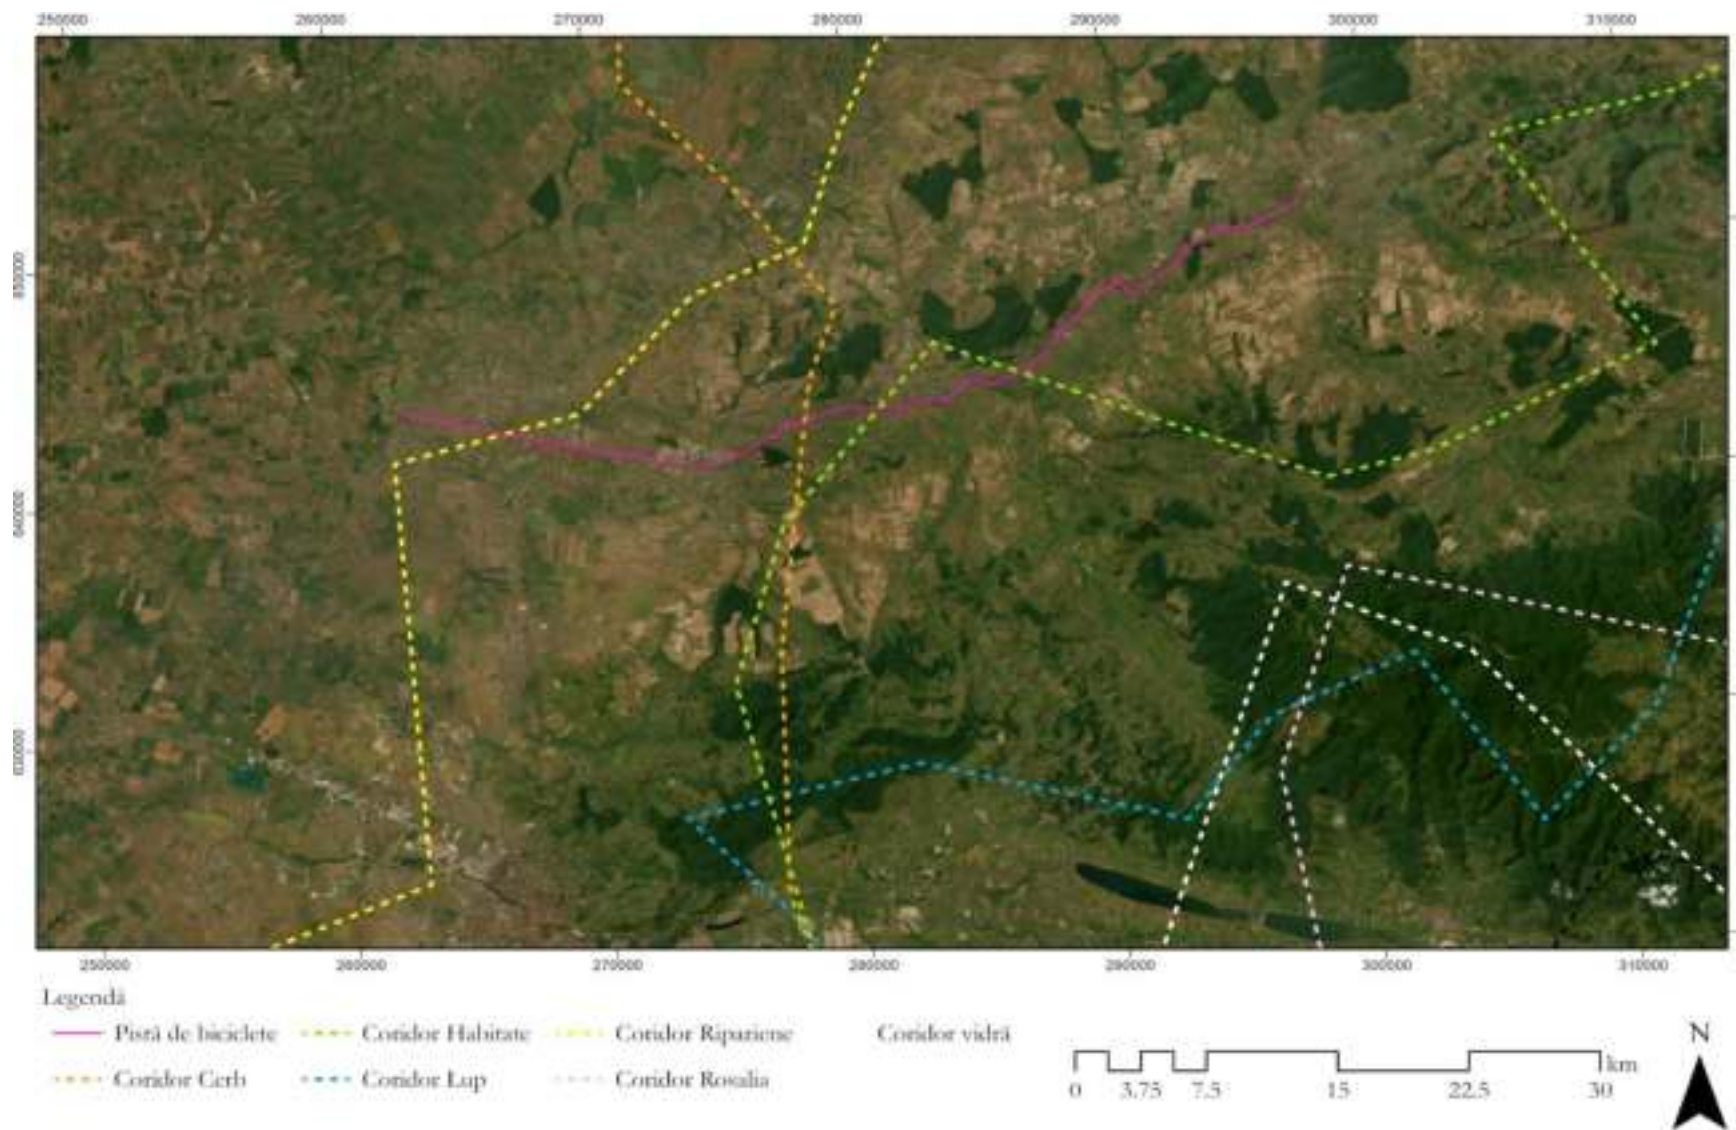 250000 260000 270000 280000 290000 300000 310000
850000
840000
830000
250000 260000 270000 280000 290000 300000 310000
Legendă
Pistă de biciclete Coridor Habitate Coridor Ripariene Coridor vidră
Coridor Cerb Coridor Lup Coridor Rosalia
0 3.75 7.5 15 22.5 30 km
N